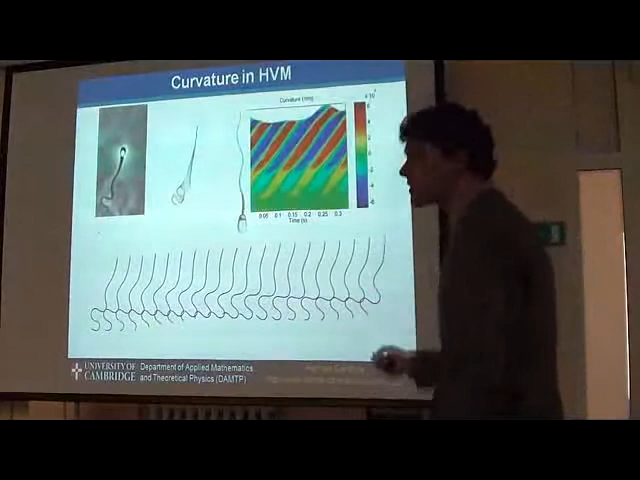 Curvature in HVM
Curvature (mm)
0.05 0.1 0.15 0.2 0.25 0.3
Time (s)
UNIVERSITY OF
CAMBRIDGE
Department of Applied Mathematics
and Theoretical Physics (DAMTP)